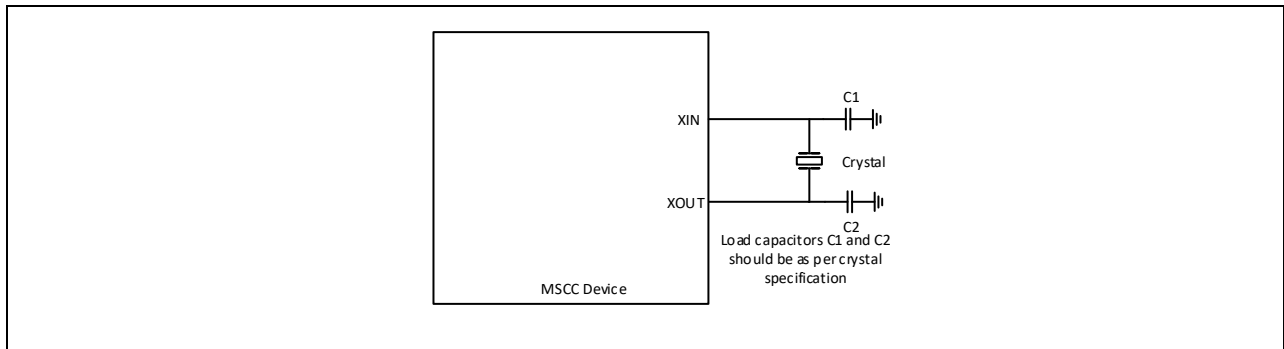 C1
XIN
Crystal
XOUT
C2
Load capacitors C1 and C2
should be as per crystal
specification
MSCC Device